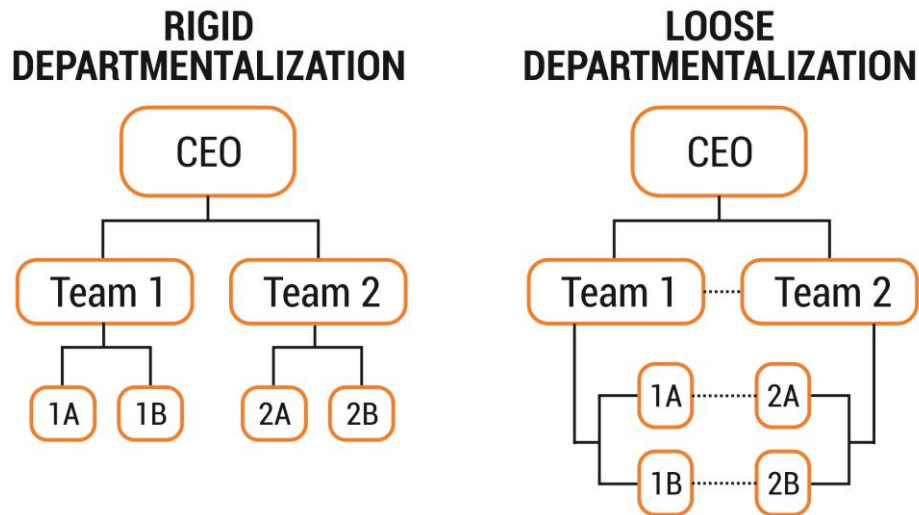 RIGID
DEPARTMENTALIZATION
CEO
Team 1
Team 2
1A
1B
2A
2B
LOOSE
DEPARTMENTALIZATION
CEO
Team 1
Team 2
1A
2A
1B
2B